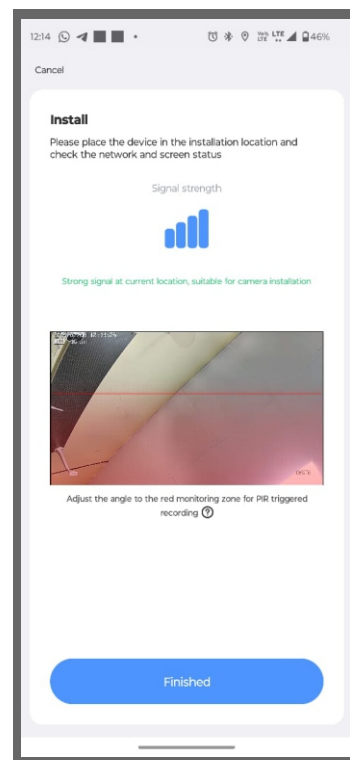 12:14 46%
Cancel
Install
Please place the device in the installation location and
check the network and screen status
Signal strength
Strong signal at current location, suitable for camera installation
Adjust the angle to the red monitoring zone for PIR triggered
recording ?
Finished